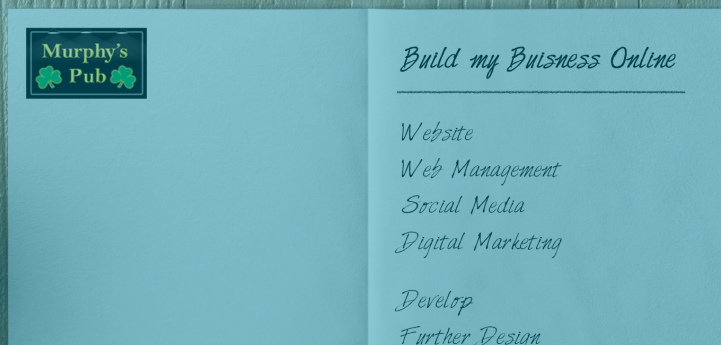 Murphy's
Pub
Build my Buisness Online
Website
Web Management
Social Media
Digital Marketing
Develop
Further Design